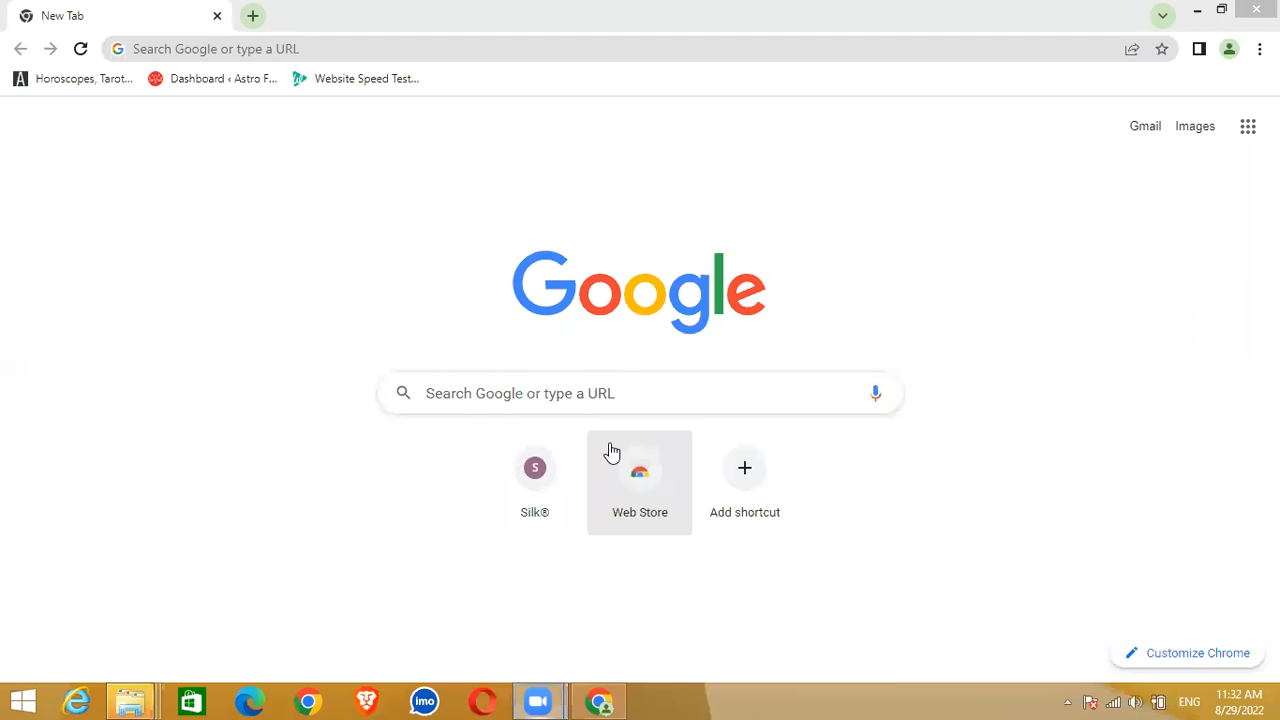 New Tab
Search Google or type a URL
Horoscopes, Tarot...
Dashboard ‹ Astro F...
Website Speed Test...
Gmail
Images
Google
Search Google or type a URL
S
Silk®
Web Store
Add shortcut
Customize Chrome
imo
ENG
11:32 AM
8/29/2022